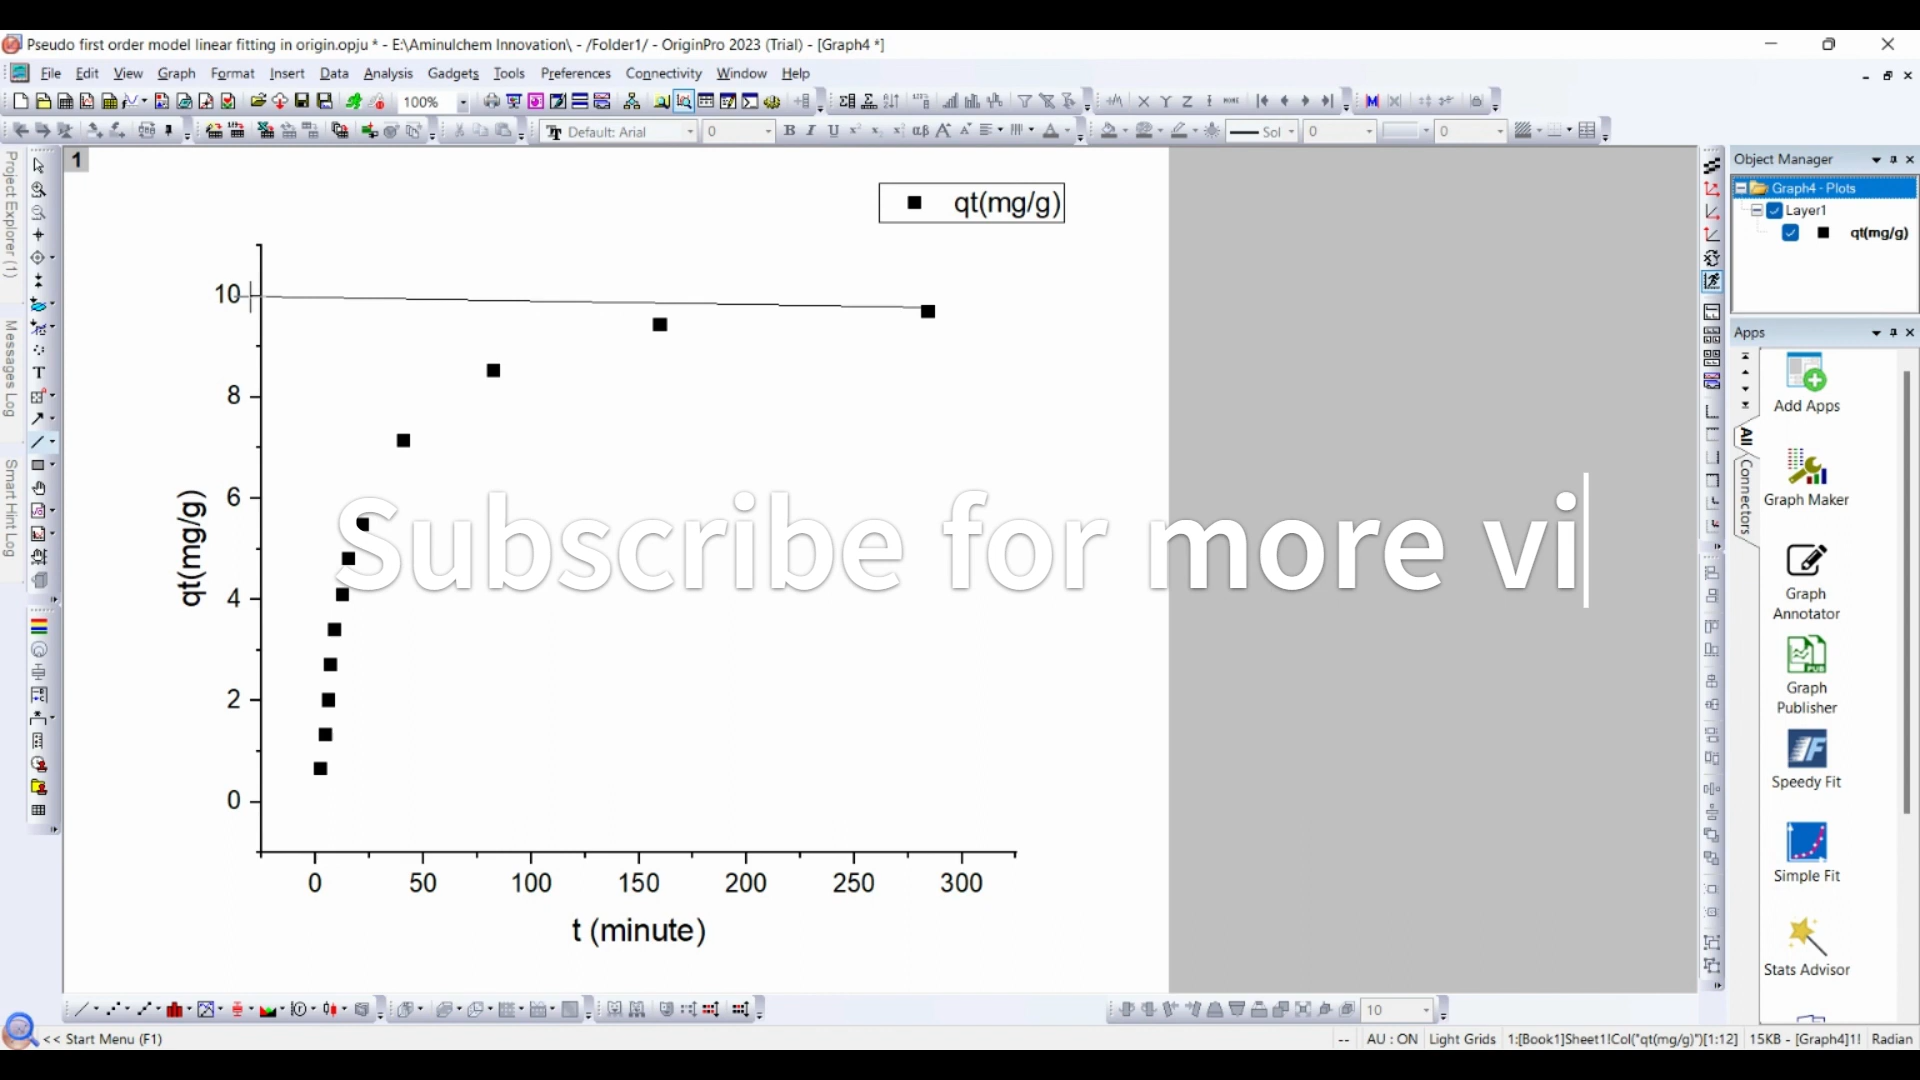 Pseudo first order model linear fitting in origin.opju * - E:\Aminulchem Innovation\ - /Folder1/ - OriginPro 2023 (Trial) - [Graph4 *]
File Edit View Graph Format Insert Data Analysis Gadgets Tools Preferences Connectivity Window Help
100%
Default: Arial 0 B I U αβ Sol 0 0
Project Explorer (1)
Messages Log
Smart Hint Log
1
qt(mg/g)
10
8
6
4
2
0
qt(mg/g)
0 50 100 150 200 250 300
t (minute)
Subscribe for more vi
Object Manager
Graph4 - Plots
Layer1
qt(mg/g)
Apps
All
Connectors
Add Apps
Graph Maker
Graph
Annotator
Graph
Publisher
Speedy Fit
Simple Fit
Stats Advisor
10
<< Start Menu (F1)
-- AU : ON Light Grids 1:[Book1]Sheet1!Col("qt(mg/g)")[1:12] 15KB - [Graph4]1! Radian